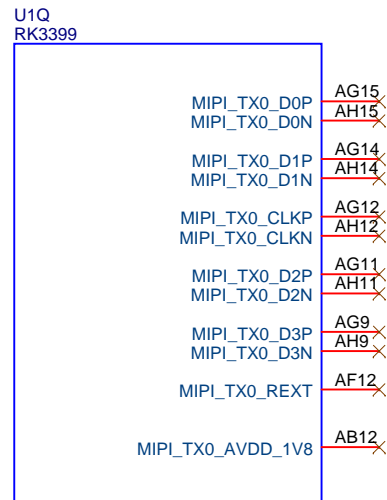 U1Q
RK3399
MIPI_TX0_D0P AG15
MIPI_TX0_D0N AH15
MIPI_TX0_D1P AG14
MIPI_TX0_D1N AH14
MIPI_TX0_CLKP AG12
MIPI_TX0_CLKN AH12
MIPI_TX0_D2P AG11
MIPI_TX0_D2N AH11
MIPI_TX0_D3P AG9
MIPI_TX0_D3N AH9
MIPI_TX0_REXT AF12
MIPI_TX0_AVDD_1V8 AB12